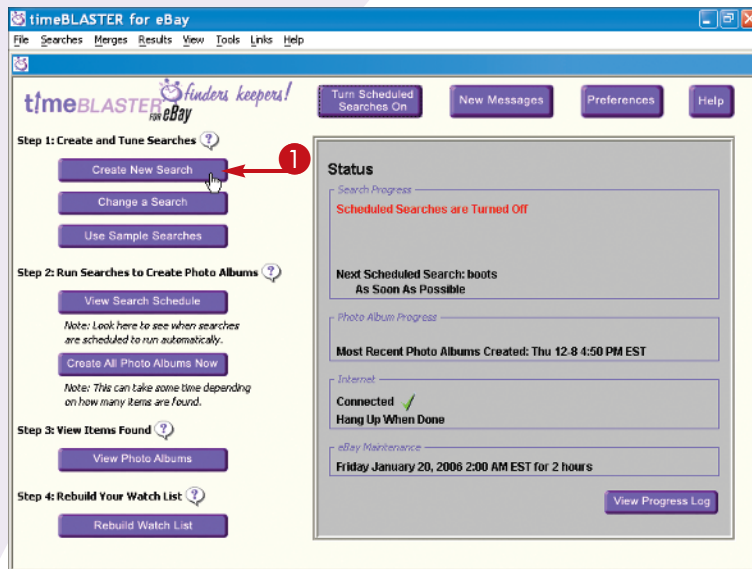 timeBLASTER for eBay
File Searches Merges Results View Tools Links Help
timeBLASTER FOR eBay finders keepers!
Turn Scheduled Searches On
New Messages
Preferences
Help
Step 1: Create and Tune Searches ?
Create New Search
1
Change a Search
Use Sample Searches
Step 2: Run Searches to Create Photo Albums ?
View Search Schedule
Note: Look here to see when searches
are scheduled to run automatically.
Create All Photo Albums Now
Note: This can take some time depending
on how many items are found.
Step 3: View Items Found ?
View Photo Albums
Step 4: Rebuild Your Watch List ?
Rebuild Watch List
Status
Search Progress
Scheduled Searches are Turned Off
Next Scheduled Search: boots
As Soon As Possible
Photo Album Progress
Most Recent Photo Albums Created: Thu 12-8 4:50 PM EST
Internet
Connected
Hang Up When Done
eBay Maintenance
Friday January 20, 2006 2:00 AM EST for 2 hours
View Progress Log